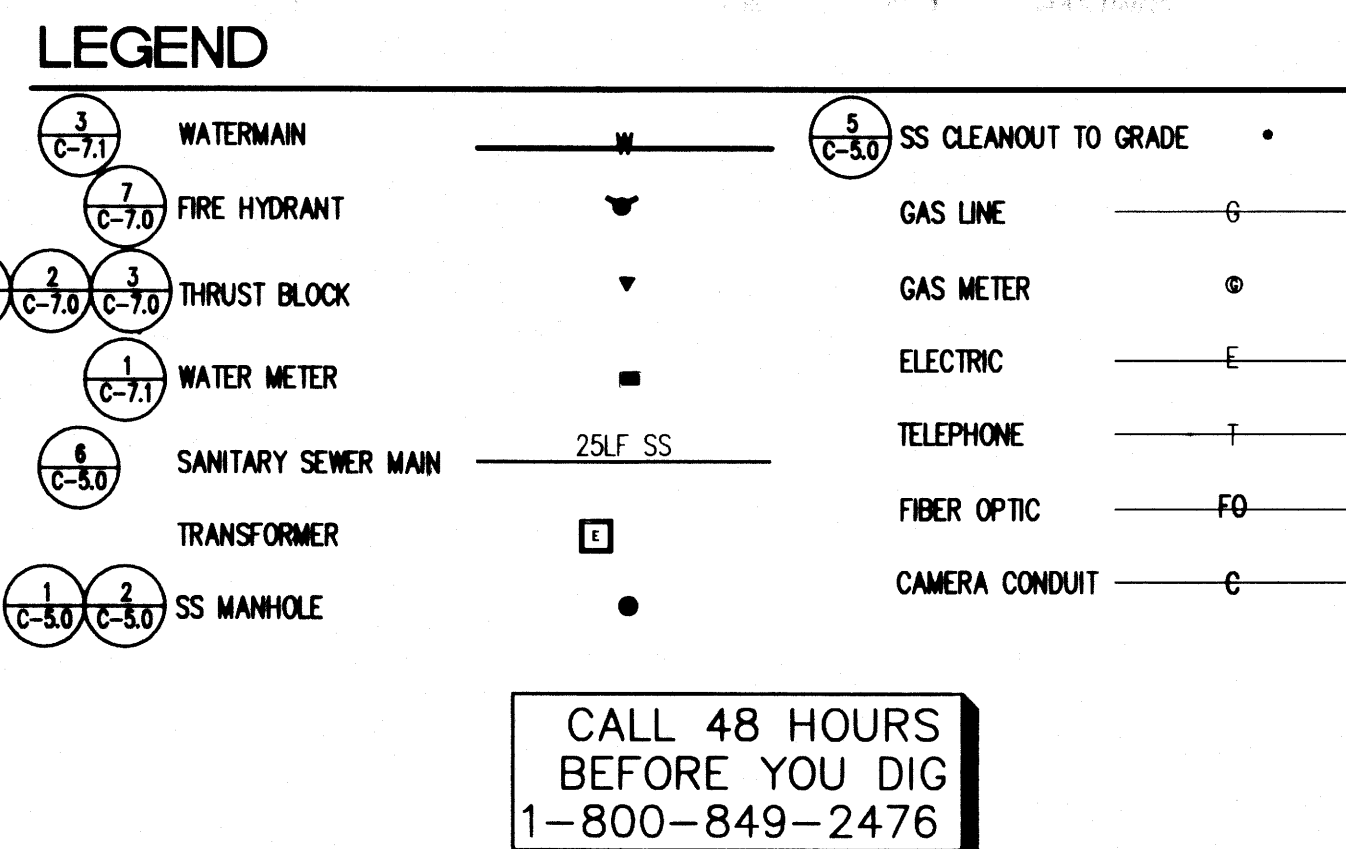 LEGEND
3
C-7.1
WATERMAIN
W
7
C-7.0
FIRE HYDRANT
2
C-7.0
3
C-7.0
THRUST BLOCK
1
C-7.1
WATER METER
6
C-5.0
SANITARY SEWER MAIN
25LF SS
TRANSFORMER
E
1
C-5.0
2
C-5.0
SS MANHOLE
5
C-5.0
SS CLEANOUT TO GRADE
GAS LINE
G
GAS METER
G
ELECTRIC
E
TELEPHONE
T
FIBER OPTIC
FO
CAMERA CONDUIT
C
CALL 48 HOURS
BEFORE YOU DIG
1-800-849-2476